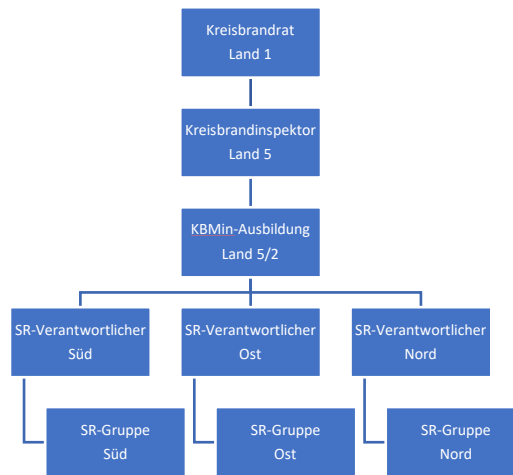 Kreisbrandrat
Land 1
Kreisbrandinspektor
Land 5
KBMin-Ausbildung
Land 5/2
SR-Verantwortlicher
Süd
SR-Verantwortlicher
Ost
SR-Verantwortlicher
Nord
SR-Gruppe
Süd
SR-Gruppe
Ost
SR-Gruppe
Nord